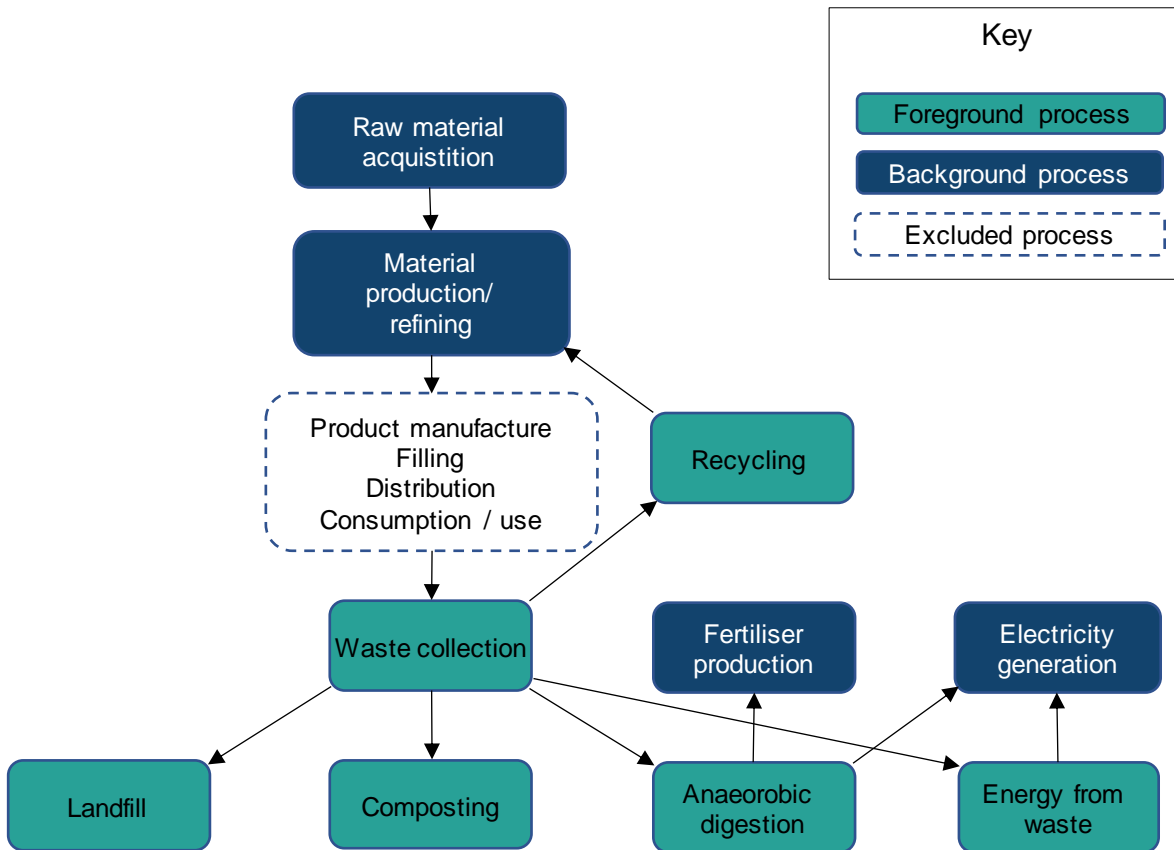 Key
Foreground process
Background process
Excluded process
Raw material
acquistition
Material
production/
refining
Product manufacture
Filling
Distribution
Consumption / use
Recycling
Waste collection
Fertiliser
production
Electricity
generation
Landfill
Composting
Anaeorobic
digestion
Energy from
waste